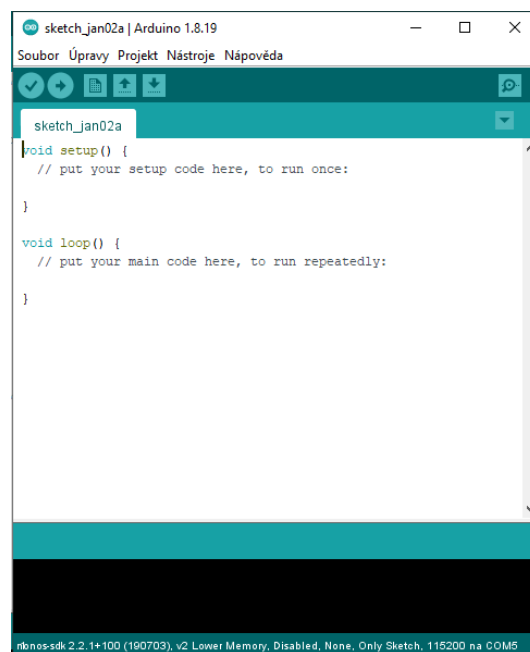 sketch_jan02a | Arduino 1.8.19
Soubor Úpravy Projekt Nástroje Nápověda
sketch_jan02a
void setup() {
// put your setup code here, to run once:
}
void loop() {
// put your main code here, to run repeatedly:
}
nonos-sdk 2.2.1+100 (190703), v2 Lower Memory, Disabled, None, Only Sketch, 115200 na COM5